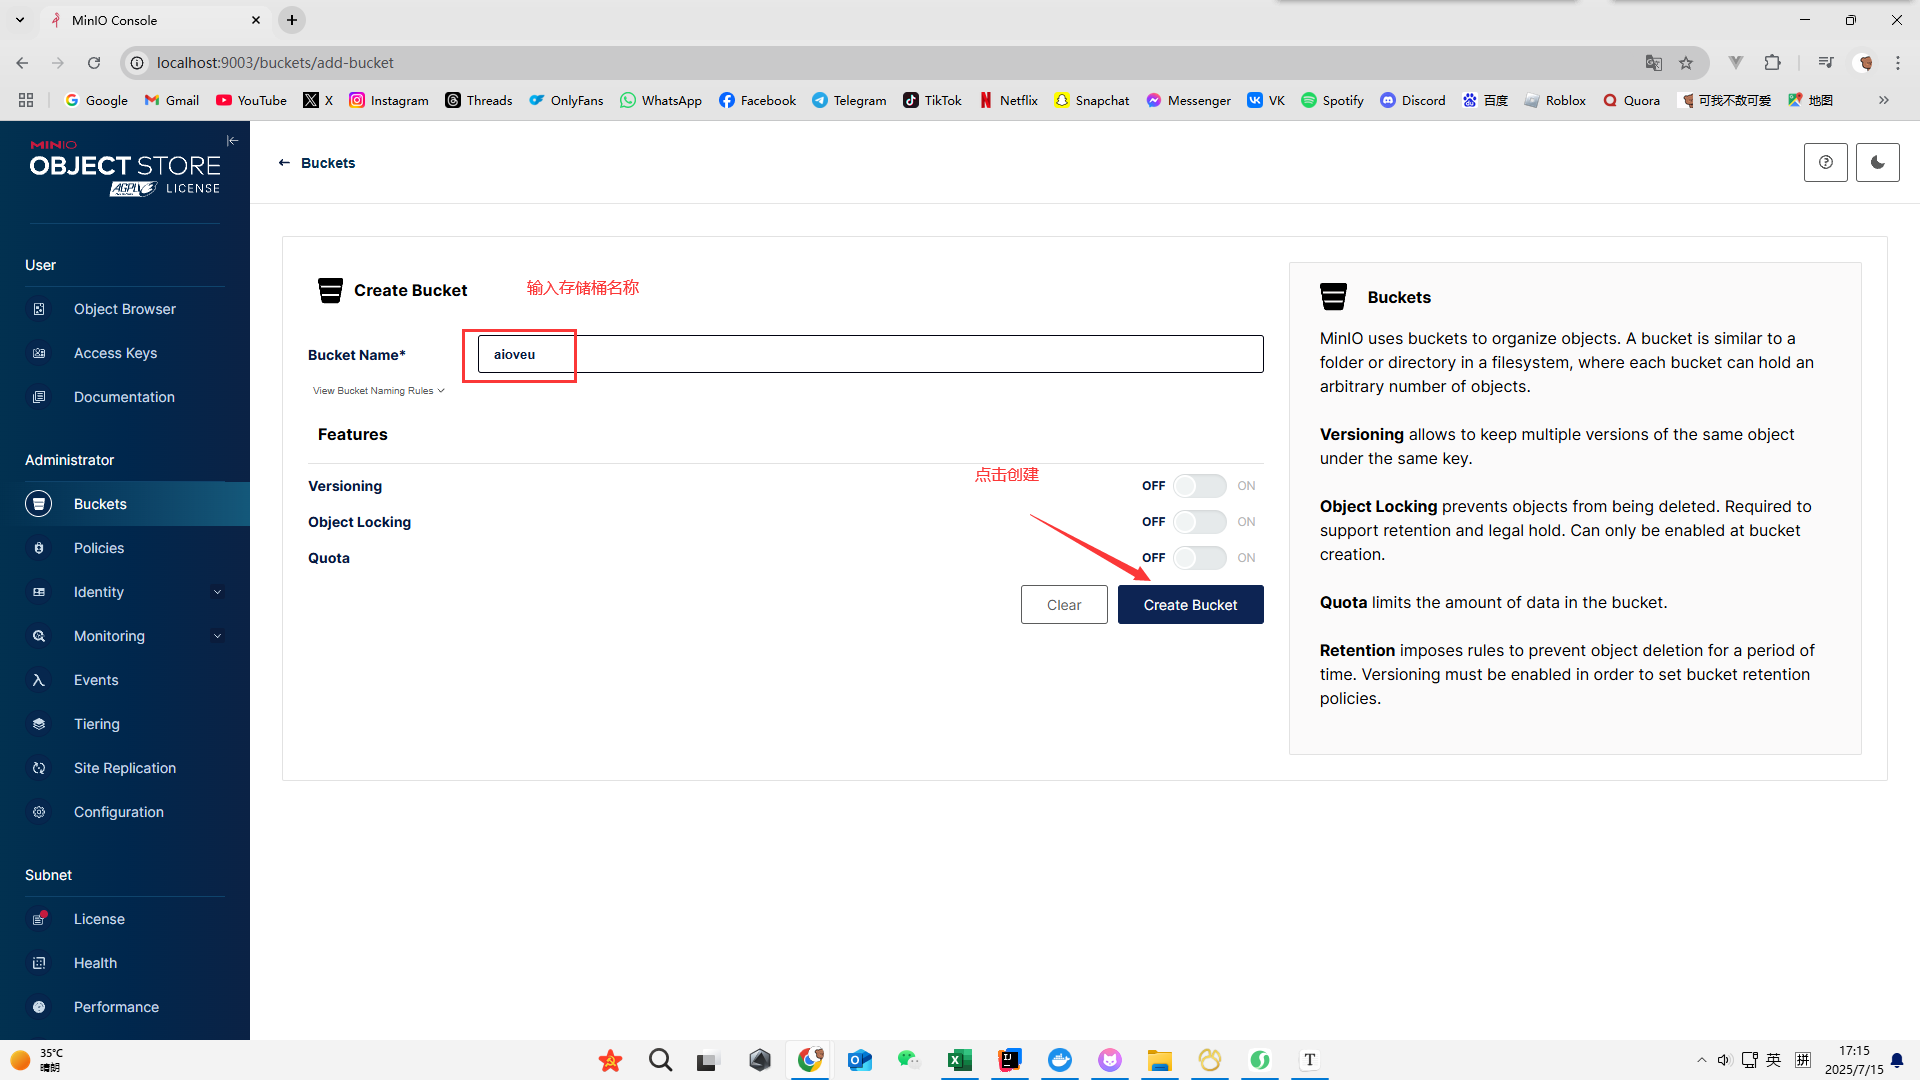 MinIO Console
localhost:9003/buckets/add-bucket
Google Gmail YouTube X Instagram Threads OnlyFans WhatsApp Facebook Telegram TikTok Netflix Snapchat Messenger VK Spotify Discord 百度 Roblox Quora 可我不敌可爱 地图
MINIO
OBJECT STORE
AGPLv3 LICENSE
Buckets
User
Object Browser
Access Keys
Documentation
Administrator
Buckets
Policies
Identity
Monitoring
Events
Tiering
Site Replication
Configuration
Subnet
License
Health
Performance
Create Bucket
输入存储桶名称
Bucket Name*
aioveu
View Bucket Naming Rules
Features
点击创建
Versioning OFF ON
Object Locking OFF ON
Quota OFF ON
Clear
Create Bucket
Buckets
MinIO uses buckets to organize objects. A bucket is similar to a
folder or directory in a filesystem, where each bucket can hold an
arbitrary number of objects.
Versioning allows to keep multiple versions of the same object
under the same key.
Object Locking prevents objects from being deleted. Required to
support retention and legal hold. Can only be enabled at bucket
creation.
Quota limits the amount of data in the bucket.
Retention imposes rules to prevent object deletion for a period of
time. Versioning must be enabled in order to set bucket retention
policies.
35°C
晴朗
英
拼
17:15
2025/7/15